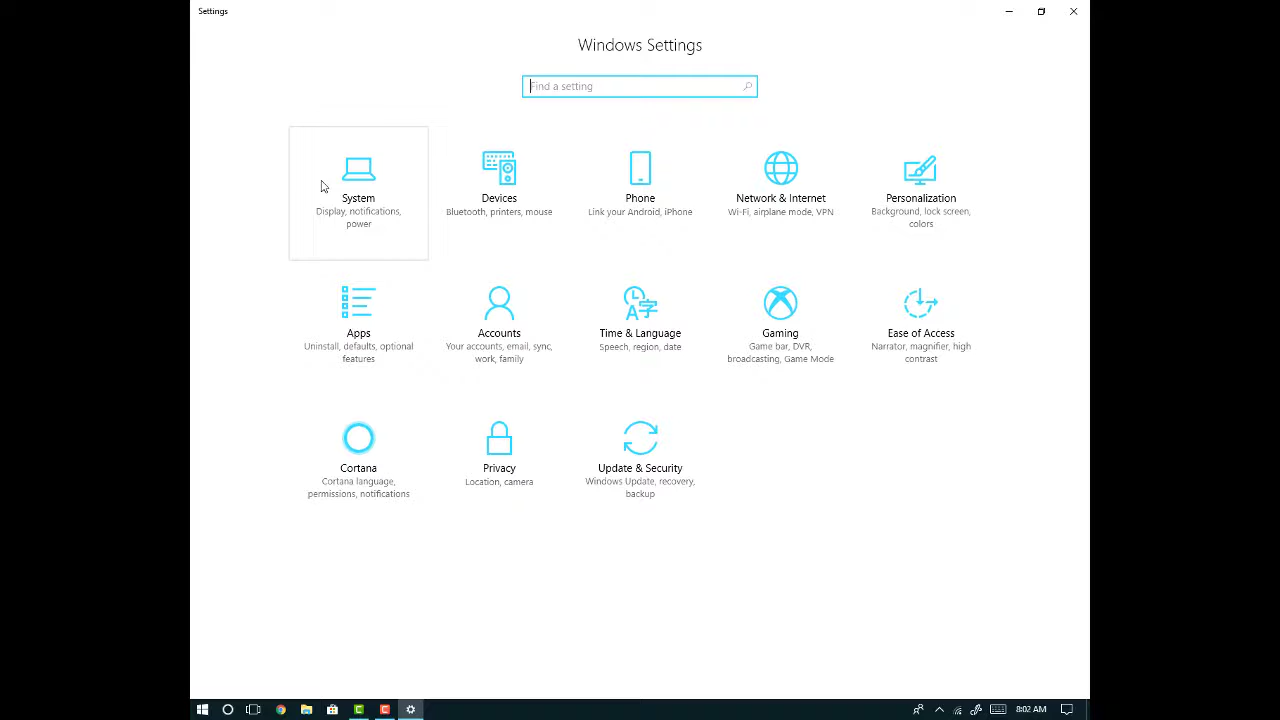 Settings
Windows Settings
Find a setting
System
Display, notifications,
power
Devices
Bluetooth, printers, mouse
Phone
Link your Android, iPhone
Network & Internet
Wi-Fi, airplane mode, VPN
Personalization
Background, lock screen,
colors
Apps
Uninstall, defaults, optional
features
Accounts
Your accounts, email, sync,
work, family
Time & Language
Speech, region, date
Gaming
Game bar, DVR,
broadcasting, Game Mode
Ease of Access
Narrator, magnifier, high
contrast
Cortana
Cortana language,
permissions, notifications
Privacy
Location, camera
Update & Security
Windows Update, recovery,
backup
8:02 AM